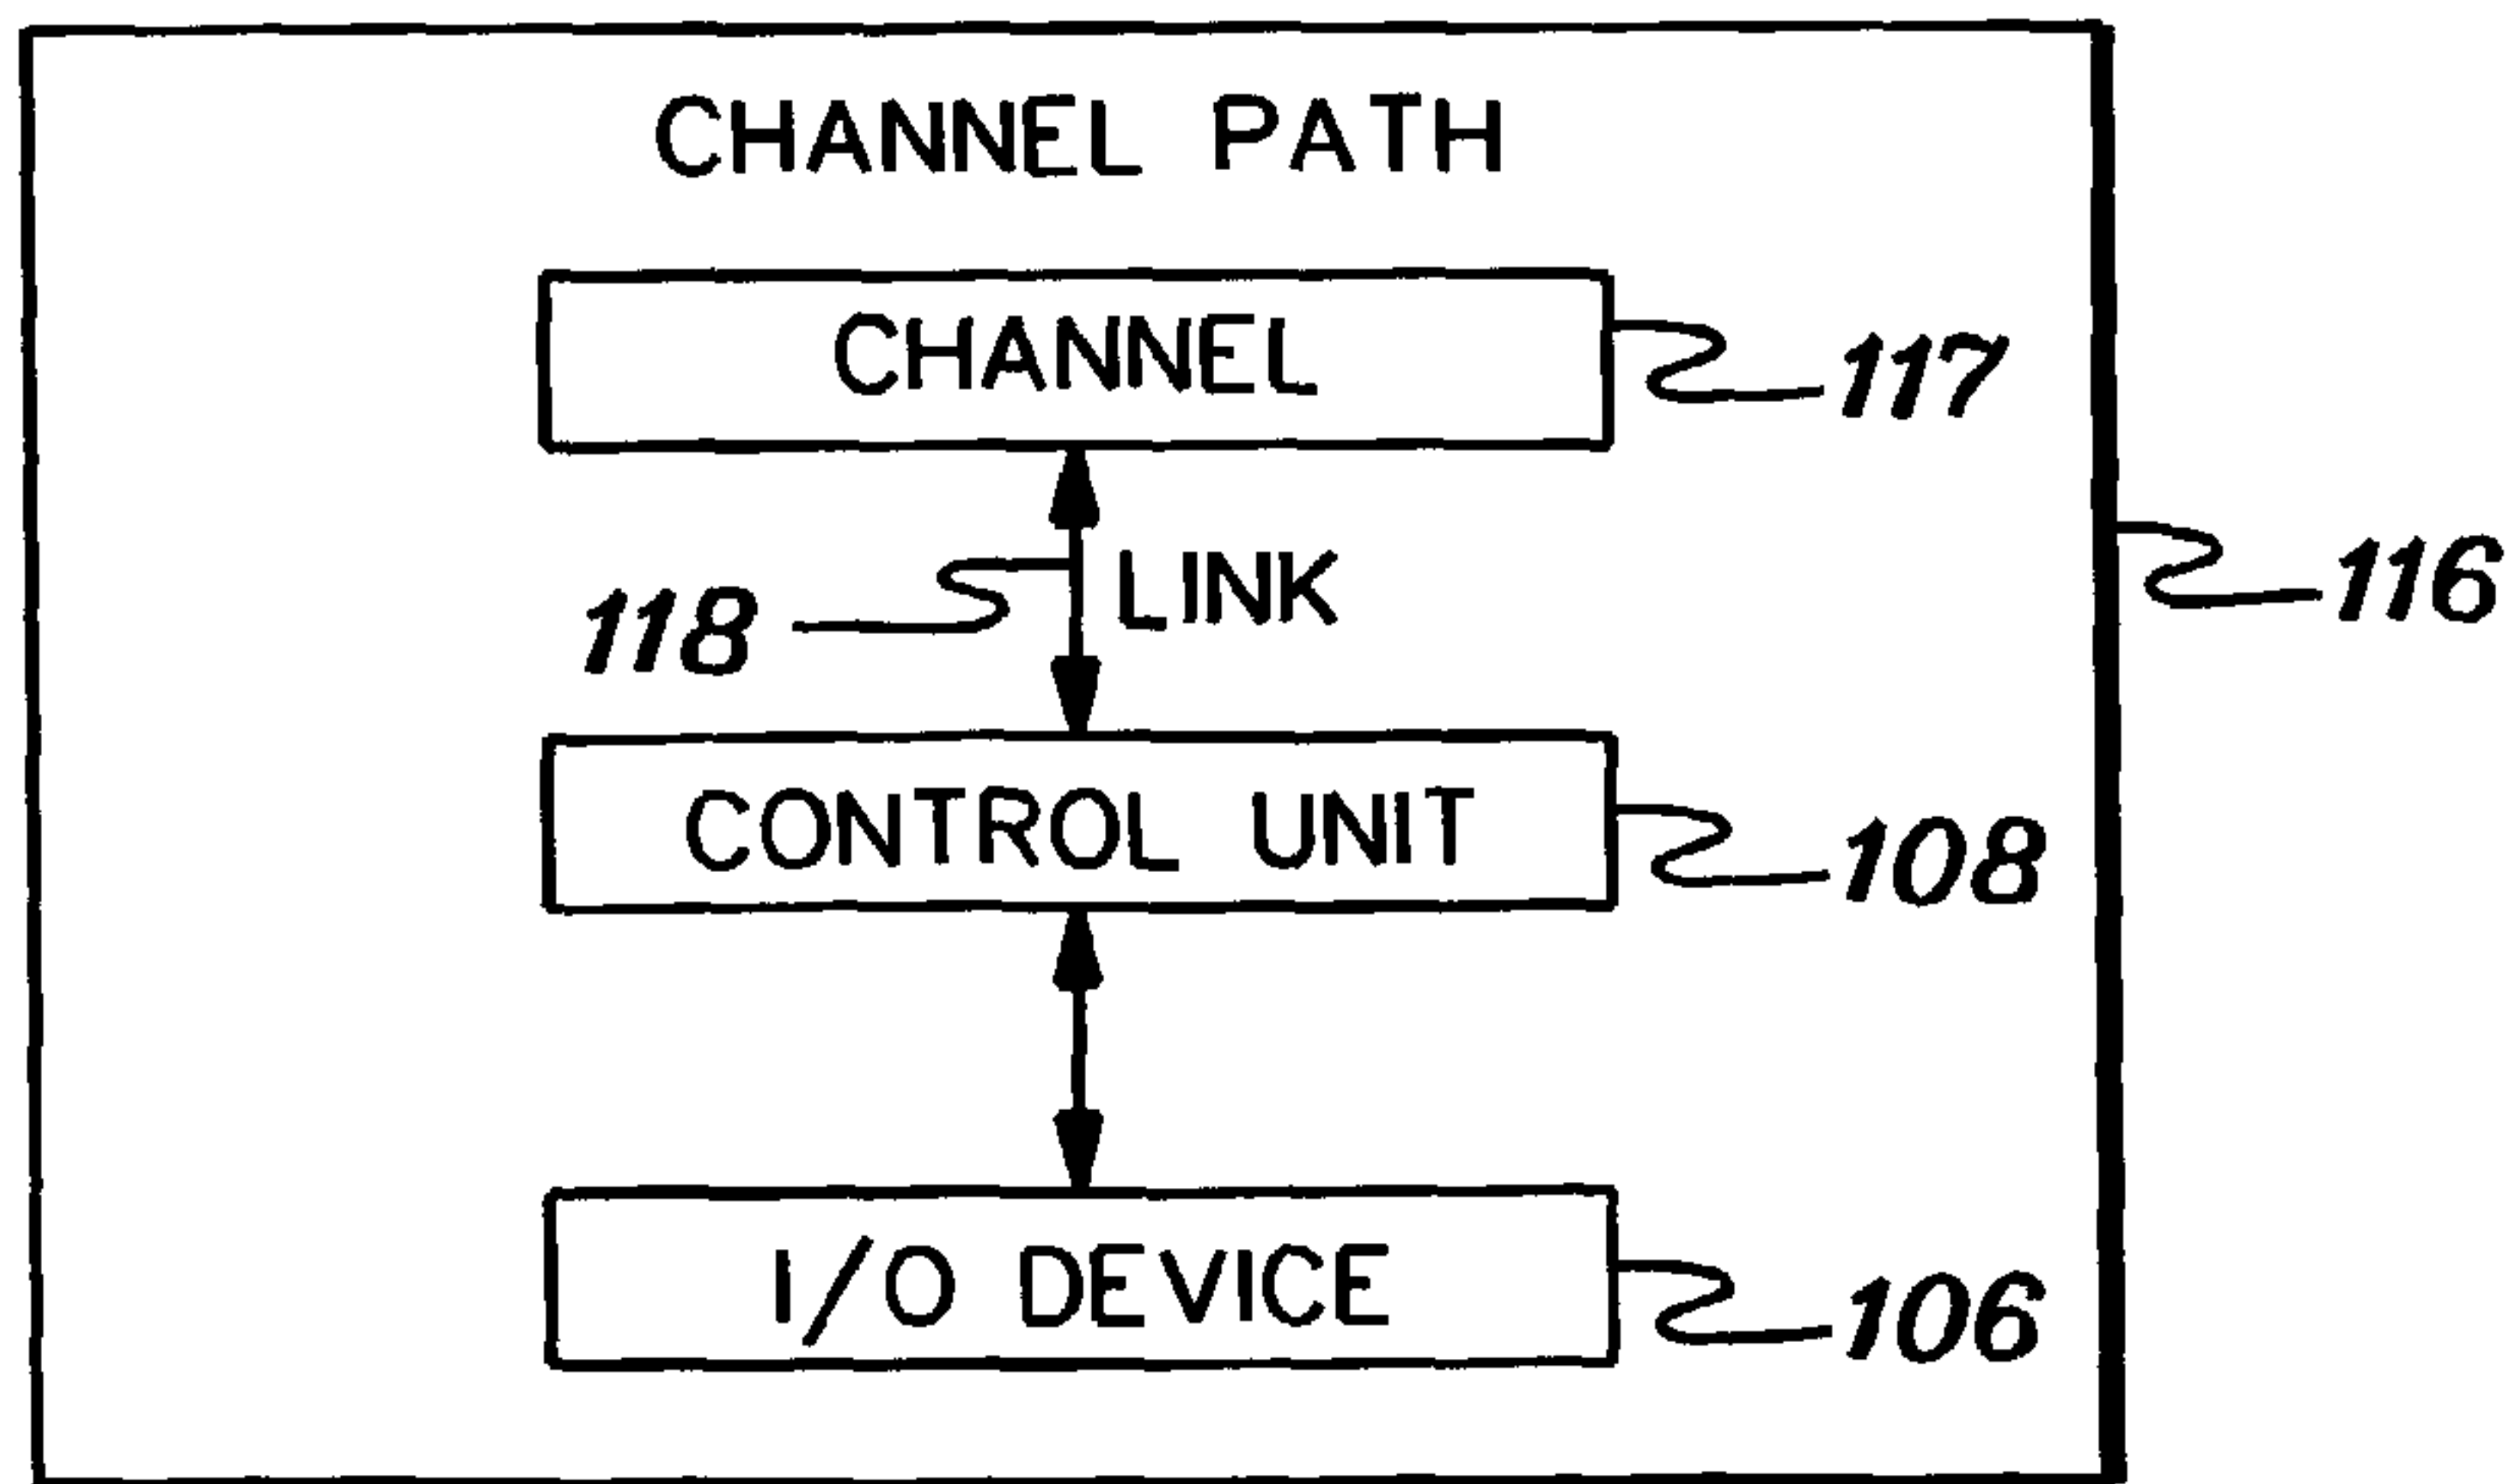 CHANNEL PATH
CHANNEL
117
LINK
118
116
CONTROL UNIT
108
I/O DEVICE
106